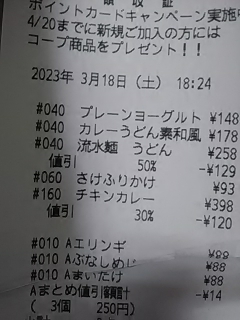 領収証
ポイントカードキャンペーン実施中
4/20までに新規ご加入の方には
コープ商品をプレゼント!!
2023年 3月18日(土) 18:24
#040 プレーンヨーグルト ¥148
#040 カレーうどん素和風 ¥178
#040 流水麺 うどん ¥258
値引 50% -¥129
#060 さけふりかけ ¥93
#160 チキンカレー ¥398
値引 30% -¥120
#010 Aエリンギ ¥88
#010 Aぶなしめじ ¥88
#010 Aまいたけ ¥88
Aまとめ値引額計 -¥14
( 3個 250円)